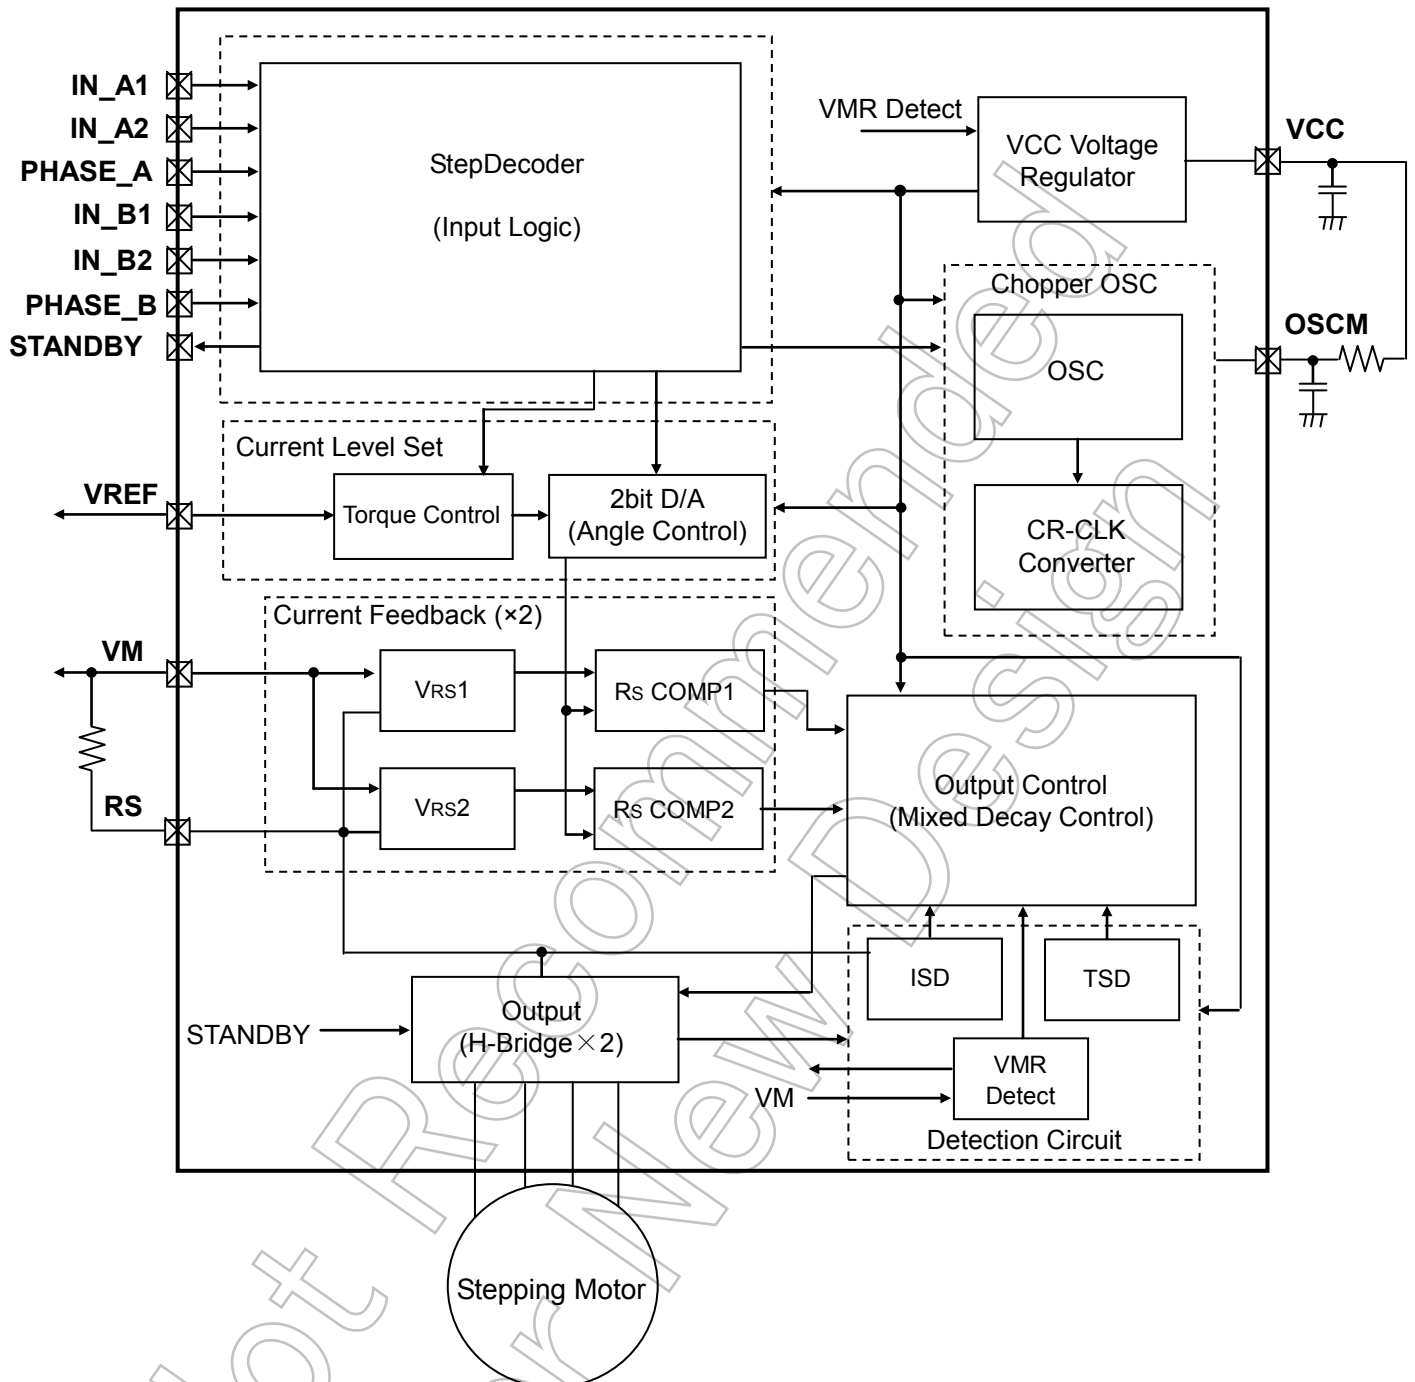 IN_A1
IN_A2
PHASE_A
IN_B1
IN_B2
PHASE_B
STANDBY
StepDecoder
(Input Logic)
VMR Detect
VCC Voltage
Regulator
VCC
Chopper OSC
OSC
OSCM
CR-CLK
Converter
Current Level Set
VREF
Torque Control
2bit D/A
(Angle Control)
Current Feedback (×2)
VM
VRS1
RS COMP1
RS
VRS2
RS COMP2
Output Control
(Mixed Decay Control)
ISD
TSD
STANDBY
Output
(H-Bridge×2)
VM
VMR
Detect
Detection Circuit
Stepping Motor
Not Recommended
for New Design